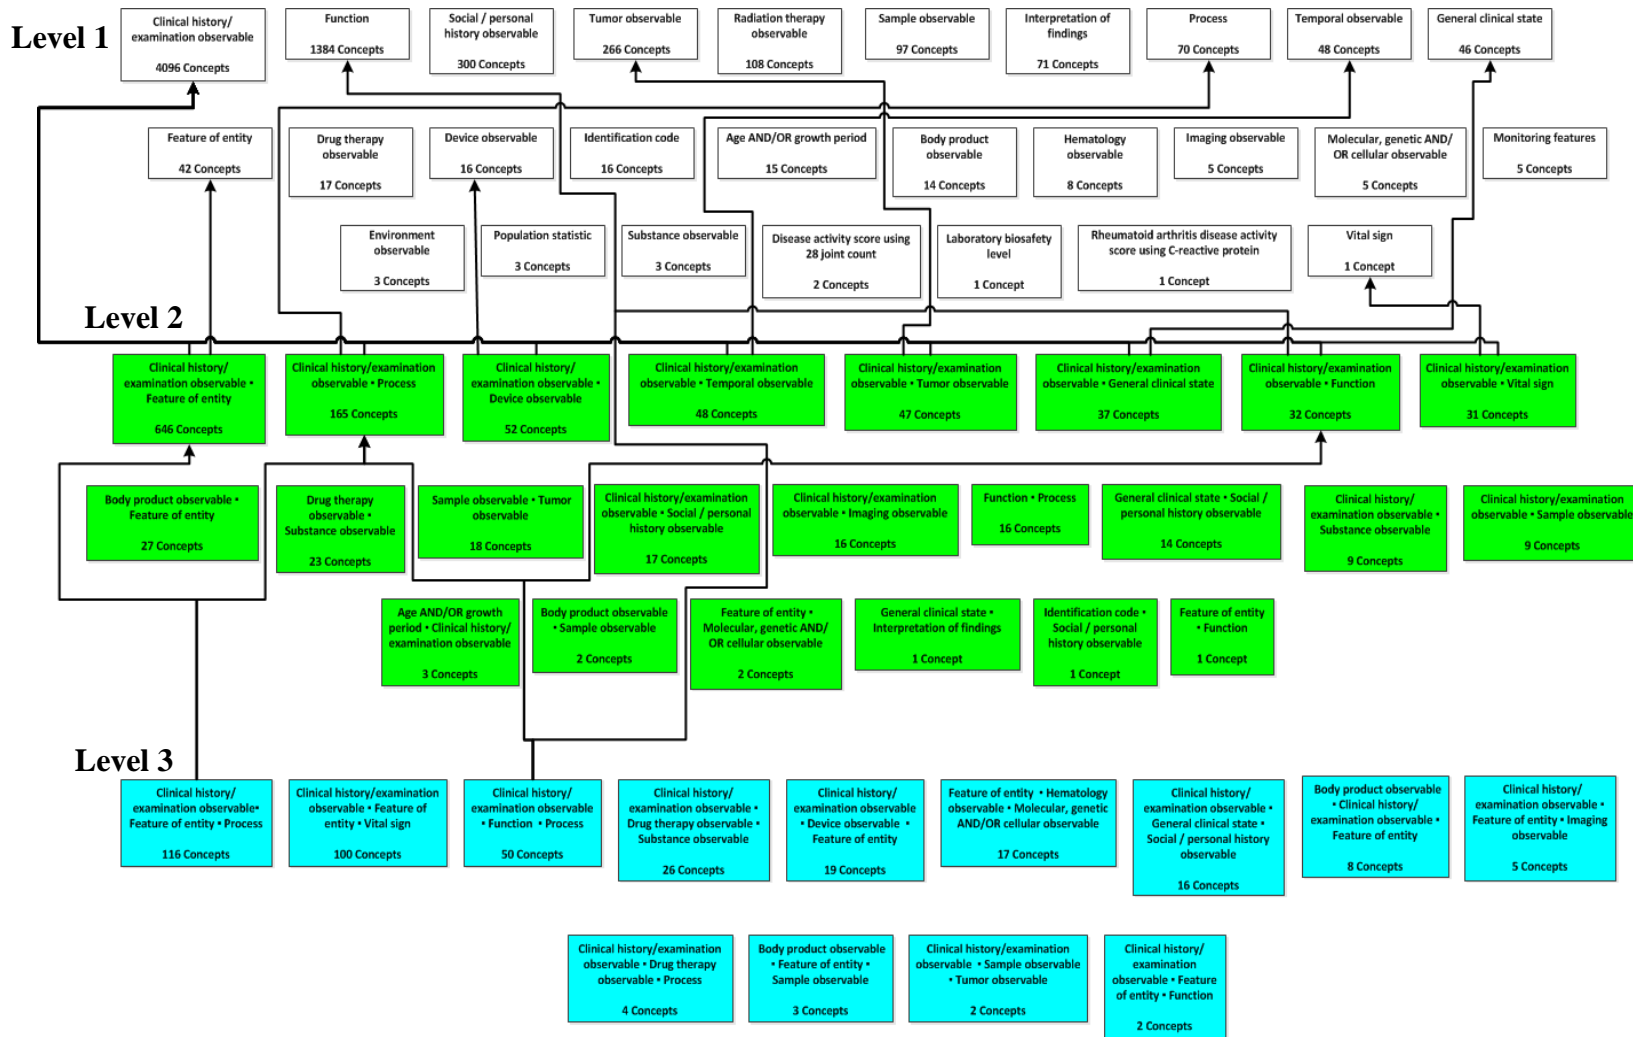 Level 1
Clinical history/
examination observable
4096 Concepts
Function
1384 Concepts
Social / personal
history observable
300 Concepts
Tumor observable
266 Concepts
Radiation therapy
observable
108 Concepts
Sample observable
97 Concepts
Interpretation of
findings
71 Concepts
Process
70 Concepts
Temporal observable
48 Concepts
General clinical state
46 Concepts
Feature of entity
42 Concepts
Drug therapy
observable
17 Concepts
Device observable
16 Concepts
Identification code
16 Concepts
Age AND/OR growth period
15 Concepts
Body product
observable
14 Concepts
Hematology
observable
8 Concepts
Imaging observable
5 Concepts
Molecular, genetic AND/
OR cellular observable
5 Concepts
Monitoring features
5 Concepts
Environment
observable
3 Concepts
Population statistic
3 Concepts
Substance observable
3 Concepts
Disease activity score using
28 joint count
2 Concepts
Laboratory biosafety
level
1 Concept
Rheumatoid arthritis disease activity
score using C-reactive protein
1 Concept
Vital sign
1 Concept
Level 2
Clinical history/
examination observable ▪
Feature of entity
646 Concepts
Clinical history/examination
observable ▪ Process
165 Concepts
Clinical history/
examination observable ▪
Device observable
52 Concepts
Clinical history/examination
observable ▪ Temporal observable
48 Concepts
Clinical history/examination
observable ▪ Tumor observable
47 Concepts
Clinical history/examination
observable ▪ General clinical state
37 Concepts
Clinical history/examination
observable ▪ Function
32 Concepts
Clinical history/examination
observable ▪ Vital sign
31 Concepts
Body product observable ▪
Feature of entity
27 Concepts
Drug therapy
observable ▪
Substance observable
23 Concepts
Sample observable ▪ Tumor
observable
18 Concepts
Clinical history/examination
observable ▪ Social / personal
history observable
17 Concepts
Clinical history/examination
observable ▪ Imaging observable
16 Concepts
Function ▪ Process
16 Concepts
General clinical state ▪ Social /
personal history observable
14 Concepts
Clinical history/
examination observable ▪
Substance observable
9 Concepts
Clinical history/examination
observable ▪ Sample observable
9 Concepts
Age AND/OR growth
period ▪ Clinical history/
examination observable
3 Concepts
Body product observable
▪ Sample observable
2 Concepts
Feature of entity ▪
Molecular, genetic AND/
OR cellular observable
2 Concepts
General clinical state ▪
Interpretation of findings
1 Concept
Identification code ▪
Social / personal
history observable
1 Concept
Feature of entity
▪ Function
1 Concept
Level 3
Clinical history/
examination observable▪
Feature of entity ▪ Process
116 Concepts
Clinical history/examination
observable ▪ Feature of
entity ▪ Vital sign
100 Concepts
Clinical history/
examination observable
▪ Function ▪ Process
50 Concepts
Clinical history/
examination observable ▪
Drug therapy observable ▪
Substance observable
26 Concepts
Clinical history/
examination observable
▪ Device observable ▪
Feature of entity
19 Concepts
Feature of entity ▪ Hematology
observable ▪ Molecular, genetic
AND/OR cellular observable
17 Concepts
Clinical history/
examination observable ▪
General clinical state ▪
Social / personal history
observable
16 Concepts
Body product observable
▪ Clinical history/
examination observable ▪
Feature of entity
8 Concepts
Clinical history/
examination observable ▪
Feature of entity ▪ Imaging
observable
5 Concepts
Clinical history/examination
observable ▪ Drug therapy
observable ▪ Process
4 Concepts
Body product observable
▪ Feature of entity ▪
Sample observable
3 Concepts
Clinical history/examination
observable ▪ Sample observable
▪ Tumor observable
2 Concepts
Clinical history/
examination
observable ▪ Feature
of entity ▪ Function
2 Concepts